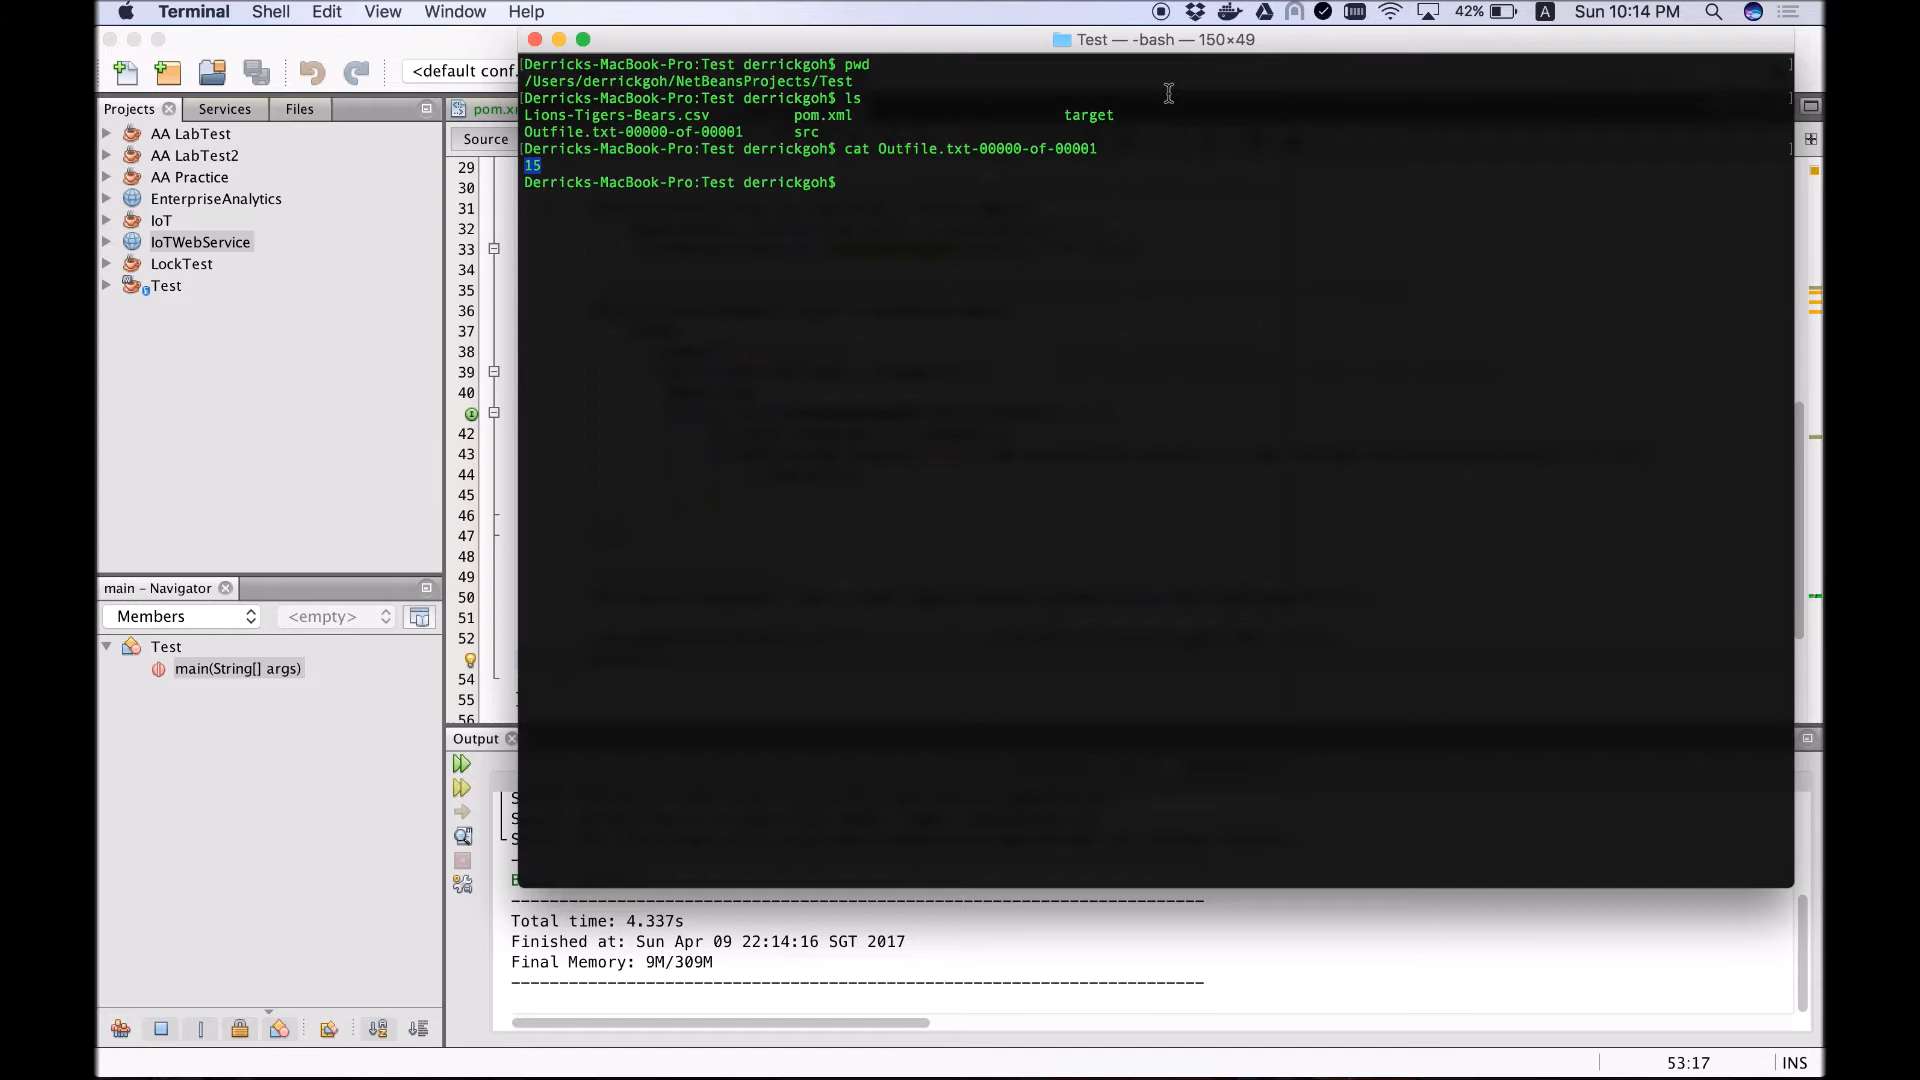 Terminal Shell Edit View Window Help 42% A Sun 10:14 PM
Test — -bash — 150×49
<default conf.
Projects Services Files
pom.xm
Source
AA LabTest
AA LabTest2
AA Practice
EnterpriseAnalytics
IoT
IoTWebService
LockTest
Test
[Derricks-MacBook-Pro:Test derrickgoh$ pwd ]
/Users/derrickgoh/NetBeansProjects/Test
[Derricks-MacBook-Pro:Test derrickgoh$ ls ]
Lions-Tigers-Bears.csv pom.xml target
Outfile.txt-00000-of-00001 src
[Derricks-MacBook-Pro:Test derrickgoh$ cat Outfile.txt-00000-of-00001 ]
15
Derricks-MacBook-Pro:Test derrickgoh$
29
30
31
32
33
34
35
36
37
38
39
40
42
43
44
45
46
47
48
49
50
51
52
54
55
56
main - Navigator
Members <empty>
Test
main(String[] args)
Output
------------------------------------------------------------------------
Total time: 4.337s
Finished at: Sun Apr 09 22:14:16 SGT 2017
Final Memory: 9M/309M
------------------------------------------------------------------------
53:17 INS